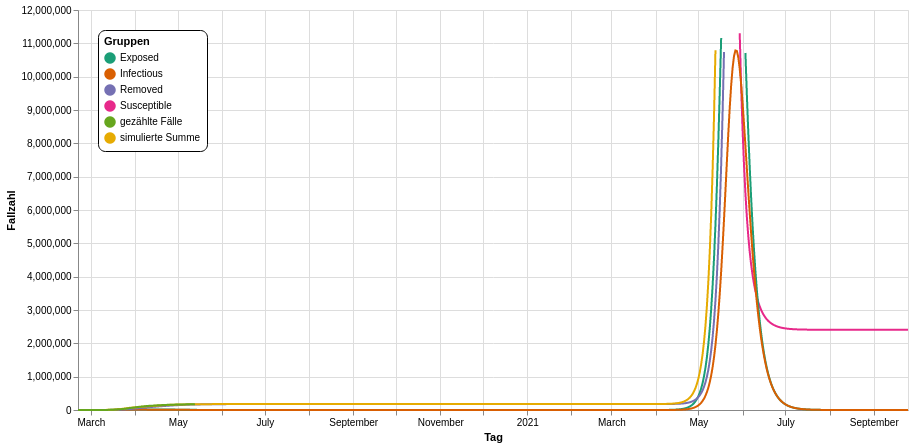 12,000,000
11,000,000
10,000,000
9,000,000
8,000,000
7,000,000
6,000,000
5,000,000
4,000,000
3,000,000
2,000,000
1,000,000
0
Fallzahl
Gruppen
Exposed
Infectious
Removed
Susceptible
gezählte Fälle
simulierte Summe
March May July September November 2021 March May July September
Tag